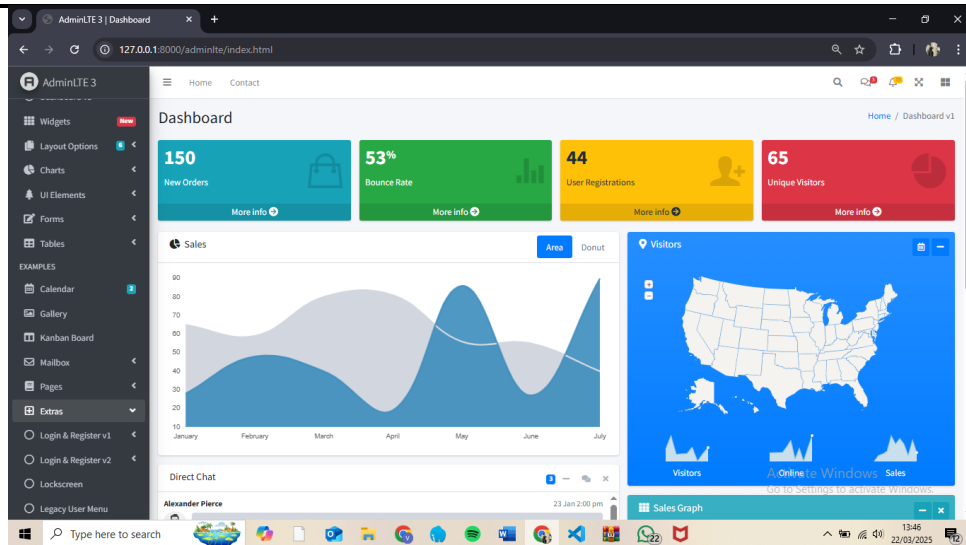 AdminLTE 3 | Dashboard
127.0.0.1:8000/adminlte/index.html
AdminLTE 3
Home Contact
3
Widgets New
Layout Options 6
Charts
UI Elements
Forms
Tables
EXAMPLES
Calendar 2
Gallery
Kanban Board
Mailbox
Pages
Extras
Login & Register v1
Login & Register v2
Lockscreen
Legacy User Menu
Dashboard
Home / Dashboard v1
150
New Orders
More info
53%
Bounce Rate
More info
44
User Registrations
More info
65
Unique Visitors
More info
Sales
Area Donut
90
80
70
60
50
40
30
20
10
January February March April May June July
Visitors
+
−
Visitors Online Sales
Direct Chat 3
Alexander Pierce 23 Jan 2:00 pm
Sales Graph
Activate Windows
Go to Settings to activate Windows.
Type here to search
22
13:46
22/03/2025
12